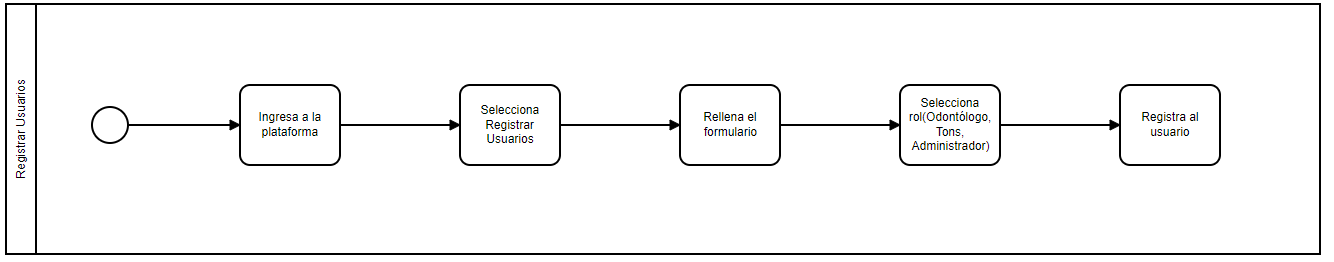 Registrar Usuarios
Ingresa a la
plataforma
Selecciona
Registrar
Usuarios
Rellena el
formulario
Selecciona
rol(Odontólogo,
Tons,
Administrador)
Registra al
usuario